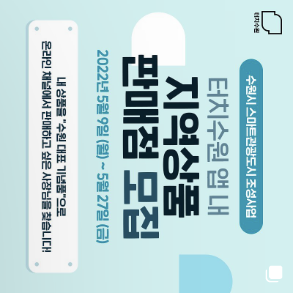 터치수원
수원시 스마트관광도시 조성사업
터치수원 앱 내
지역상품
판매점 모집
2022년 5월 9일 (월) ~ 5월 27일 (금)
내 상품을 "수원 대표 기념품"으로
온라인 채널에서 판매하고 싶은 사장님을 찾습니다!